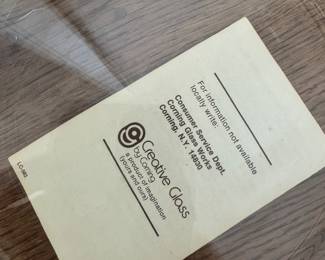 For information not available
locally write:
Consumer Service Dept.
Corning Glass Works
Corning, N.Y. 14830
Creative Glass
by Corning
a product of imagination
(yours and ours)
LC-983